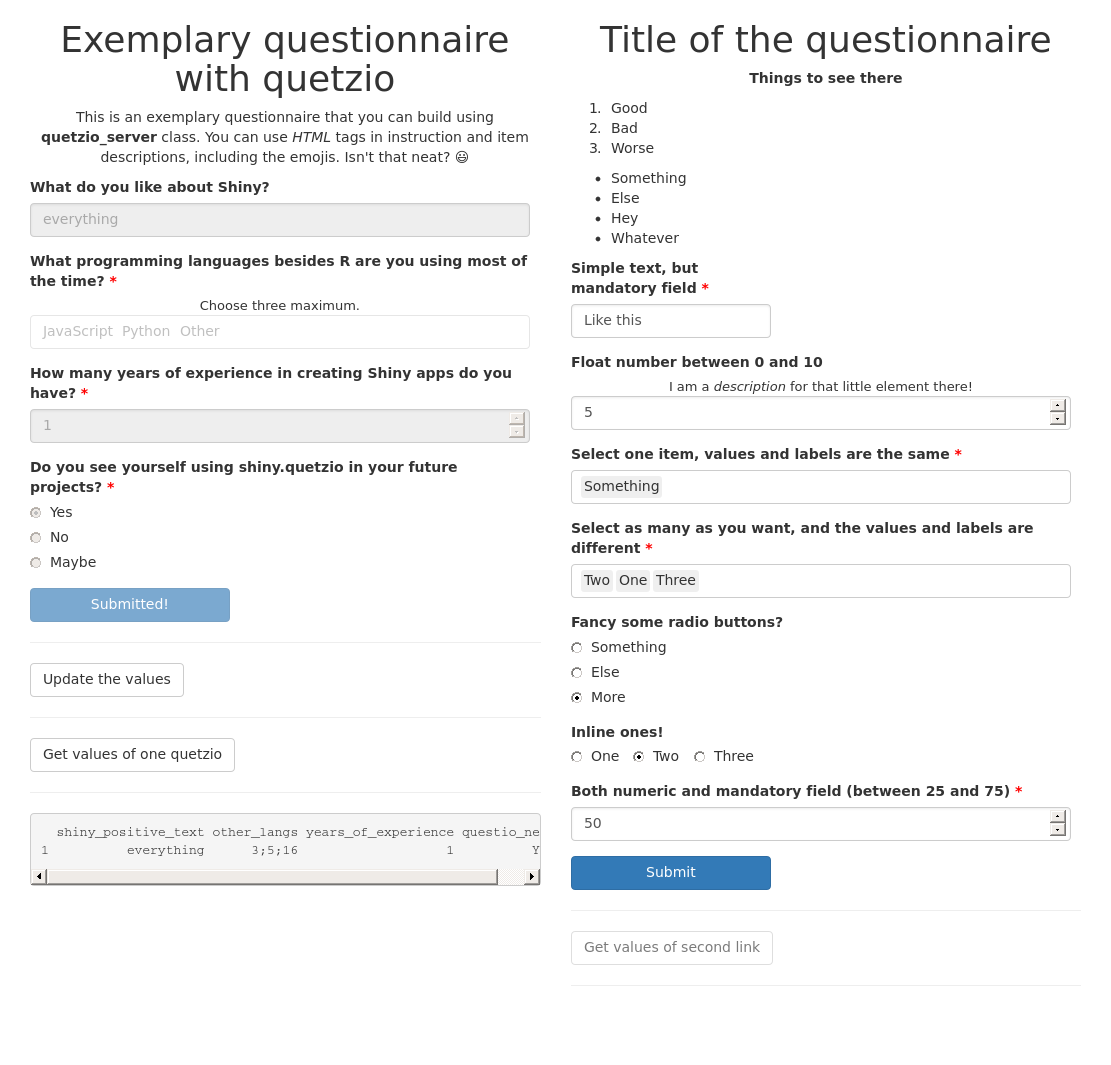 Exemplary questionnaire
with quetzio
This is an exemplary questionnaire that you can build using
quetzio_server class. You can use HTML tags in instruction and item
descriptions, including the emojis. Isn't that neat? 😃
What do you like about Shiny?
everything
What programming languages besides R are you using most of
the time? *
Choose three maximum.
JavaScript Python Other
How many years of experience in creating Shiny apps do you
have? *
1
Do you see yourself using shiny.quetzio in your future
projects? *
Yes
No
Maybe
Submitted!
Update the values
Get values of one quetzio
shiny_positive_text other_langs years_of_experience questio_ne
1 everything 3;5;16 1 Y
Title of the questionnaire
Things to see there
1. Good
2. Bad
3. Worse
• Something
• Else
• Hey
• Whatever
Simple text, but
mandatory field *
Like this
Float number between 0 and 10
I am a description for that little element there!
5
Select one item, values and labels are the same *
Something
Select as many as you want, and the values and labels are
different *
Two One Three
Fancy some radio buttons?
Something
Else
More
Inline ones!
One Two Three
Both numeric and mandatory field (between 25 and 75) *
50
Submit
Get values of second link